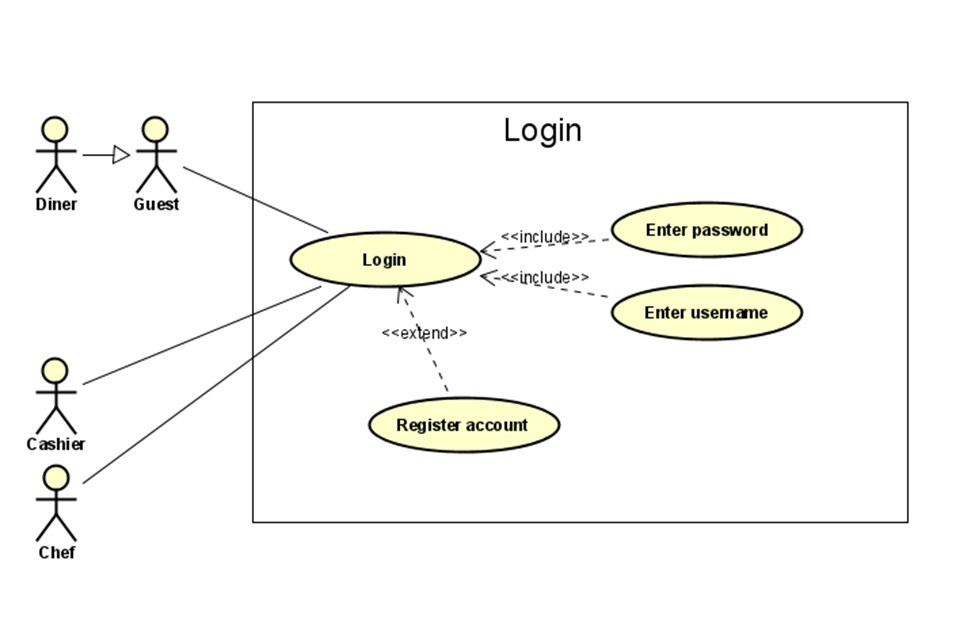 Login
Diner
Guest
<<include>>
Enter password
Login
<<include>>
Enter username
<<extend>>
Register account
Cashier
Chef